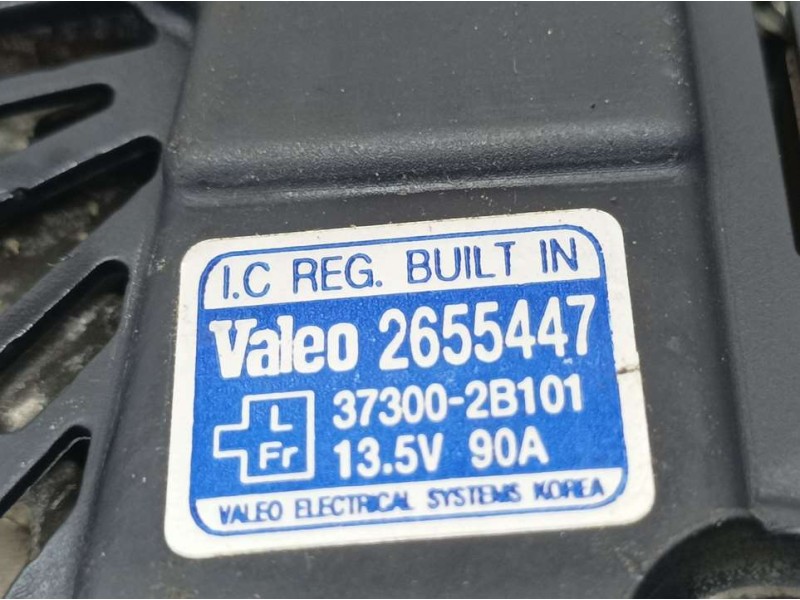 I.C REG. BUILT IN
Valeo 2655447
L 37300-2B101
Fr 13.5V 90A
VALEO ELECTRICAL SYSTEMS KOREA